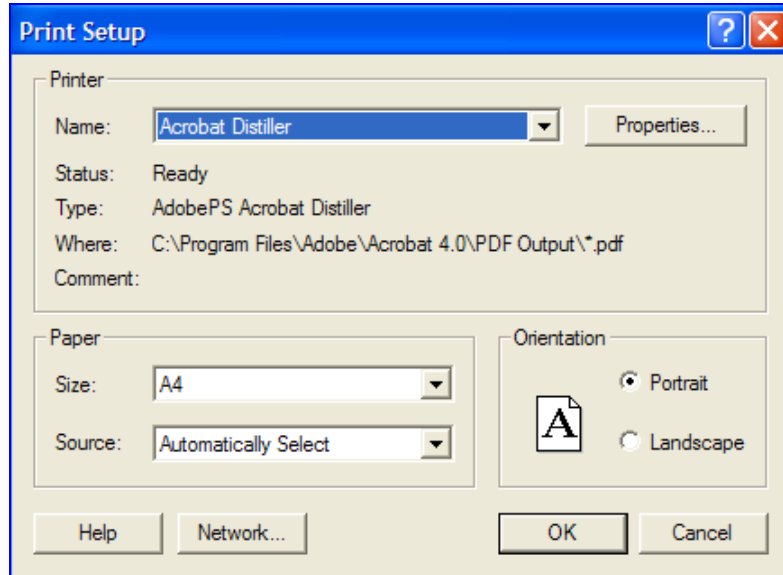 Print Setup
Printer
Name: Acrobat Distiller Properties...
Status: Ready
Type: AdobePS Acrobat Distiller
Where: C:\Program Files\Adobe\Acrobat 4.0\PDF Output\*.pdf
Comment:
Paper
Size: A4
Source: Automatically Select
Orientation
A
Portrait
Landscape
Help Network... OK Cancel